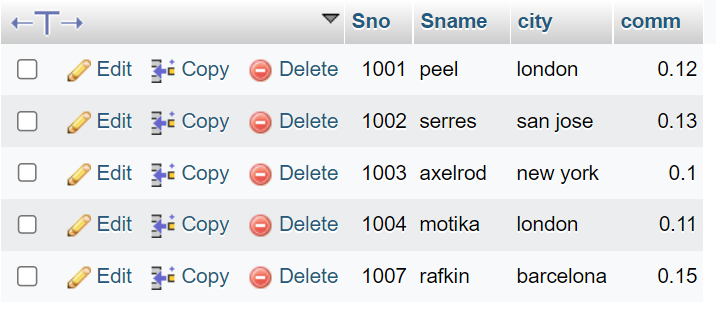 ←T→ Sno Sname city comm
Edit Copy Delete 1001 peel london 0.12
Edit Copy Delete 1002 serres san jose 0.13
Edit Copy Delete 1003 axelrod new york 0.1
Edit Copy Delete 1004 motika london 0.11
Edit Copy Delete 1007 rafkin barcelona 0.15